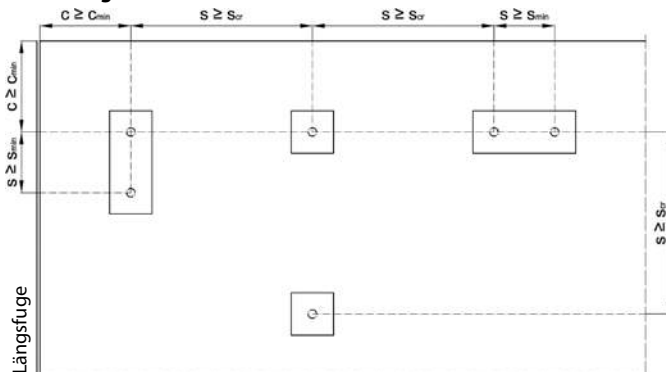 c ≥ cmin
s ≥ scr
s ≥ scr
s ≥ smin
c ≥ cmin
s ≥ smin
s ≥ scr
Längsfuge